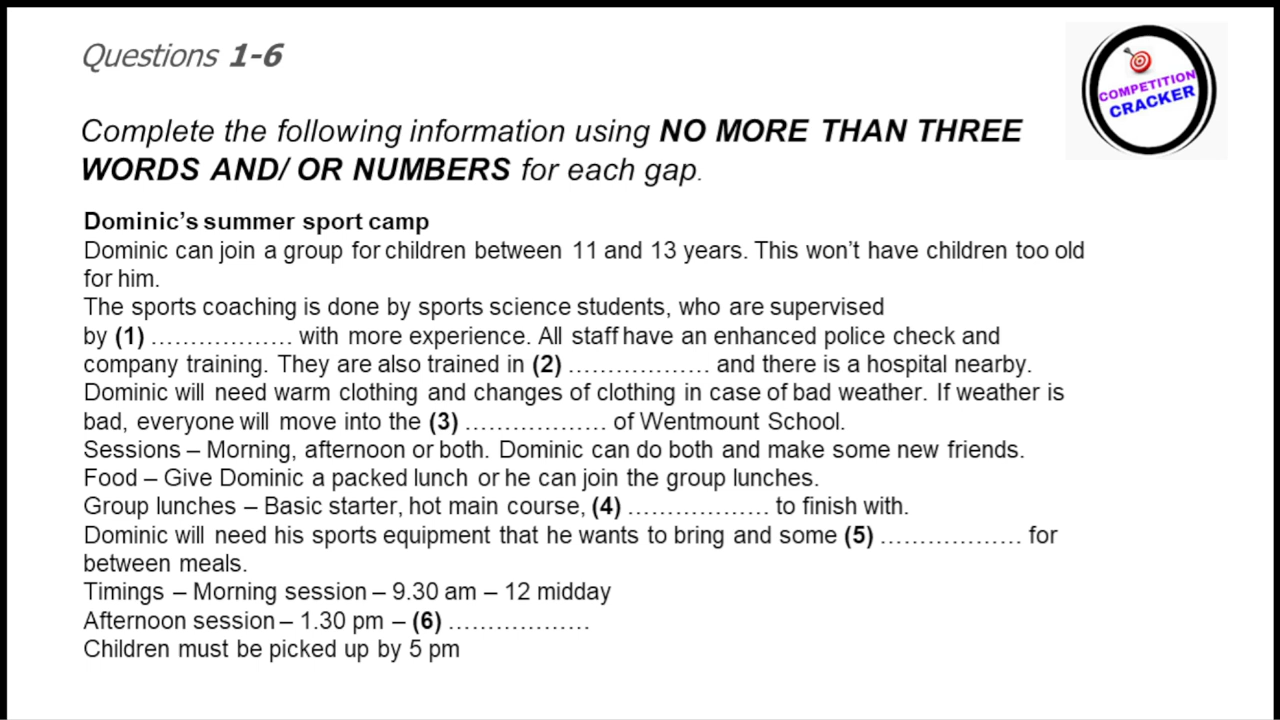 Questions 1-6
COMPETITION
CRACKER
Complete the following information using NO MORE THAN THREE
WORDS AND/ OR NUMBERS for each gap.
Dominic’s summer sport camp
Dominic can join a group for children between 11 and 13 years. This won’t have children too old
for him.
The sports coaching is done by sports science students, who are supervised
by (1) ……………… with more experience. All staff have an enhanced police check and
company training. They are also trained in (2) ……………… and there is a hospital nearby.
Dominic will need warm clothing and changes of clothing in case of bad weather. If weather is
bad, everyone will move into the (3) ……………… of Wentmount School.
Sessions – Morning, afternoon or both. Dominic can do both and make some new friends.
Food – Give Dominic a packed lunch or he can join the group lunches.
Group lunches – Basic starter, hot main course, (4) ……………… to finish with.
Dominic will need his sports equipment that he wants to bring and some (5) ……………… for
between meals.
Timings – Morning session – 9.30 am – 12 midday
Afternoon session – 1.30 pm – (6) ………………
Children must be picked up by 5 pm